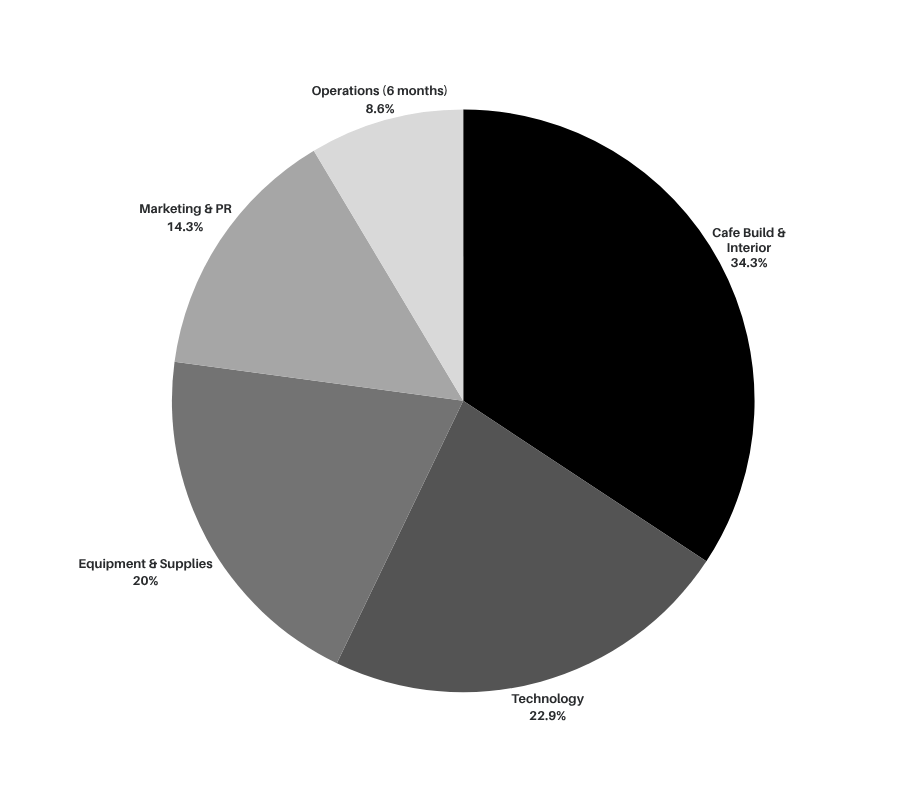 Operations (6 months)
8.6%
Marketing & PR
14.3%
Cafe Build &
Interior
34.3%
Equipment & Supplies
20%
Technology
22.9%